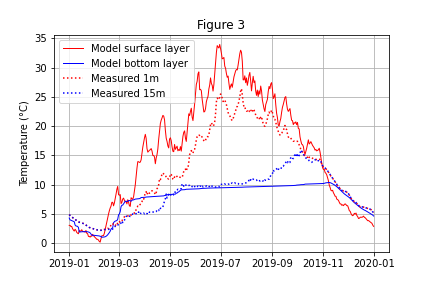 Figure 3
Model surface layer
Model bottom layer
Measured 1m
Measured 15m
Temperature (°C)
35
30
25
20
15
10
5
0
2019-01 2019-03 2019-05 2019-07 2019-09 2019-11 2020-01